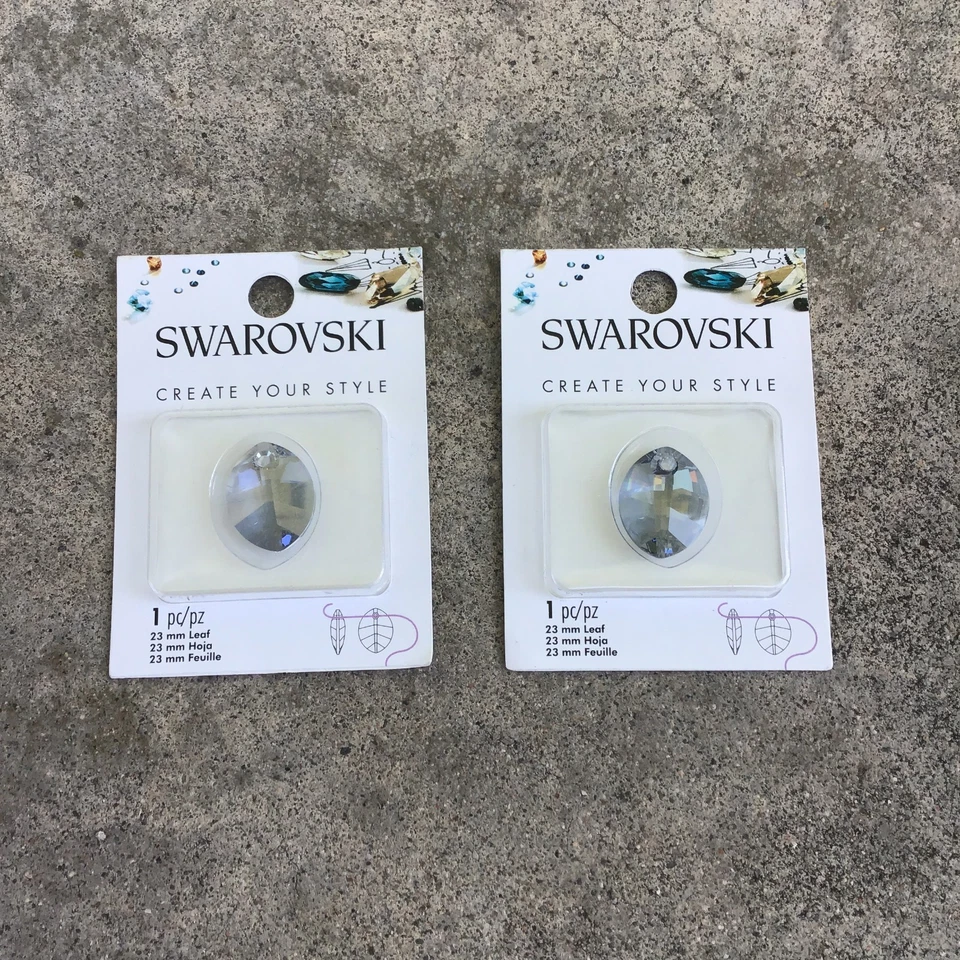 SWAROVSKI
CREATE YOUR STYLE
1 pc/pz
23 mm Leaf
23 mm Hoja
23 mm Feuille
SWAROVSKI
CREATE YOUR STYLE
1 pc/pz
23 mm Leaf
23 mm Hoja
23 mm Feuille